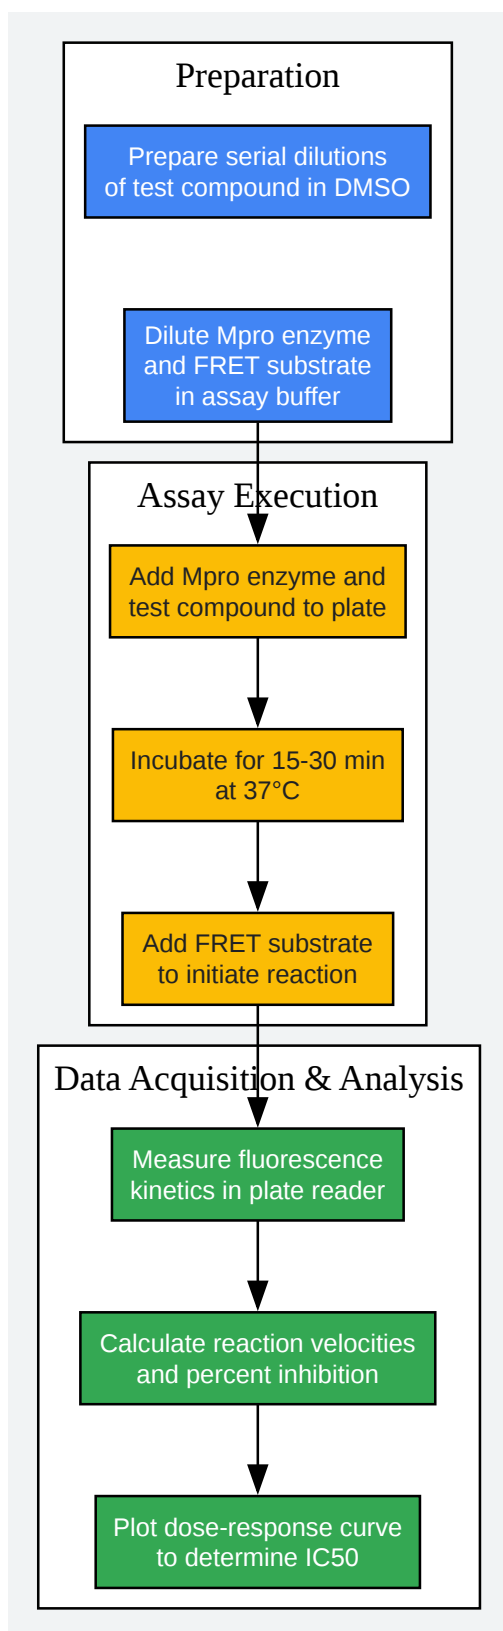 Preparation
Prepare serial dilutions
of test compound in DMSO
Dilute Mpro enzyme
and FRET substrate
in assay buffer
Assay Execution
Add Mpro enzyme and
test compound to plate
Incubate for 15-30 min
at 37°C
Add FRET substrate
to initiate reaction
Data Acquisition & Analysis
Measure fluorescence
kinetics in plate reader
Calculate reaction velocities
and percent inhibition
Plot dose-response curve
to determine IC50